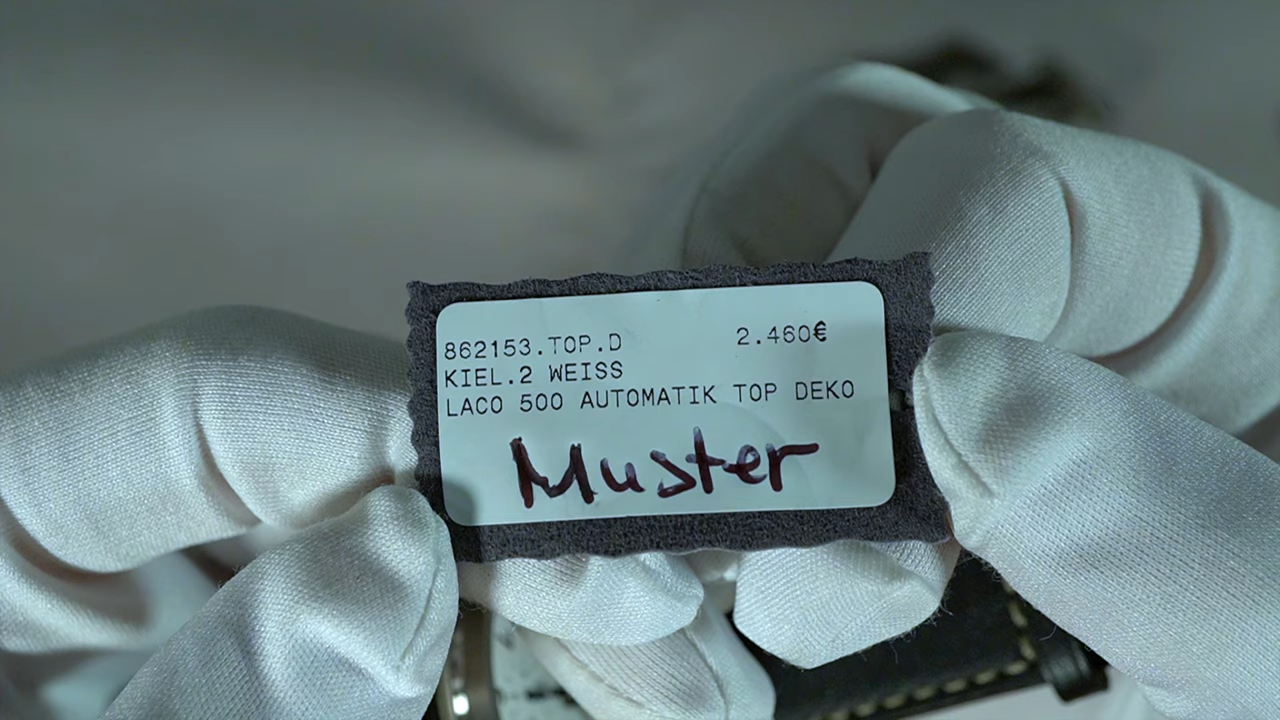 862153.TOP.D 2.460€
KIEL.2 WEISS
LACO 500 AUTOMATIK TOP DEKO
Muster